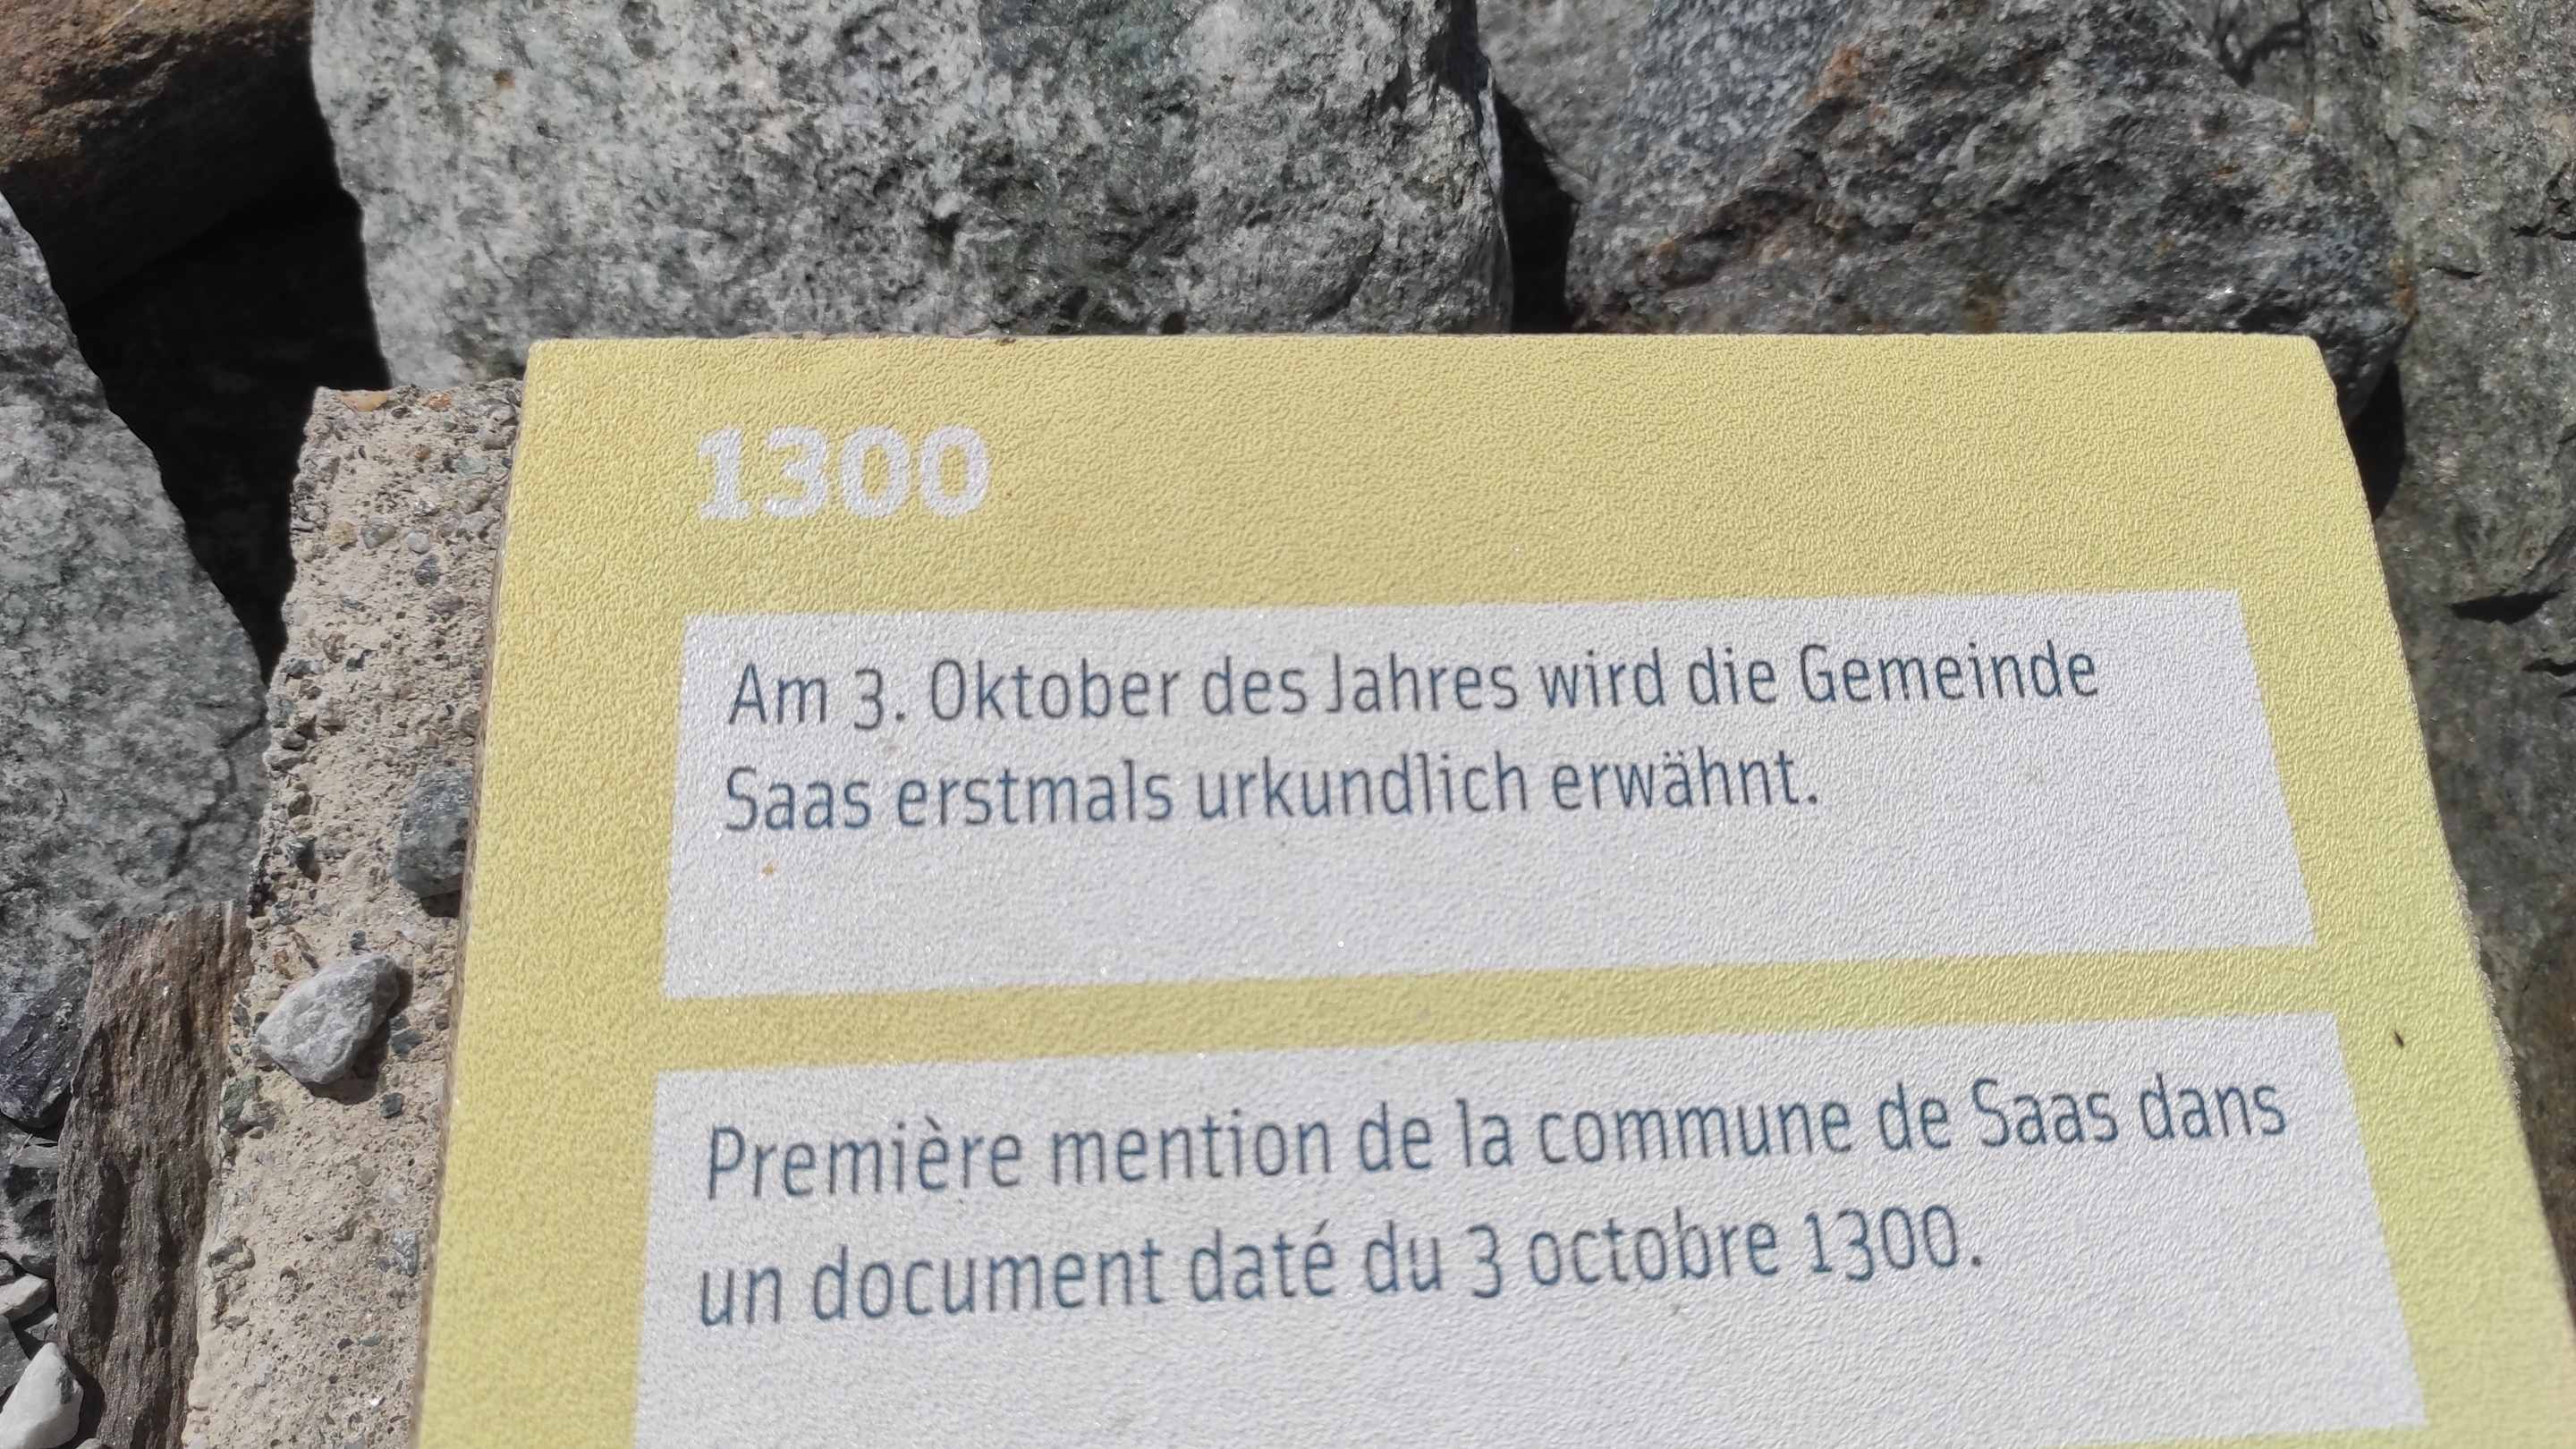 1300
Am 3. Oktober des Jahres wird die Gemeinde
Saas erstmals urkundlich erwähnt.
Première mention de la commune de Saas dans
un document daté du 3 octobre 1300.